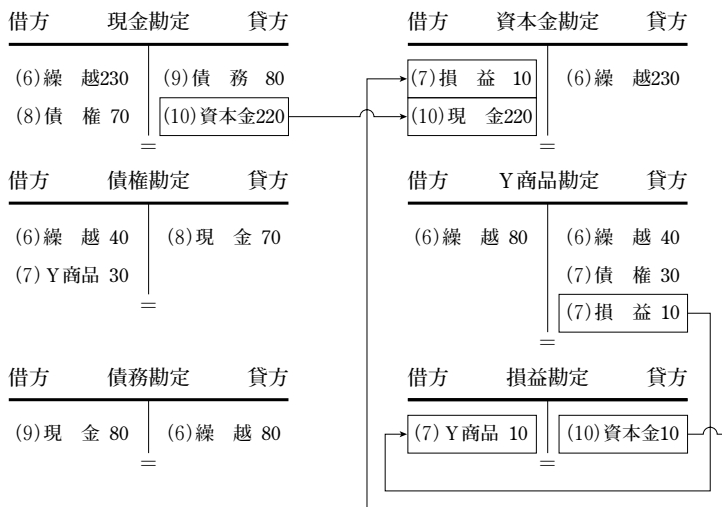 借方 現金勘定 貸方
(6)繰 越230 (9)債 務 80
(8)債 権 70 (10)資本金220
=
借方 資本金勘定 貸方
(7)損 益 10 (6)繰 越230
(10)現 金220
=
借方 債権勘定 貸方
(6)繰 越 40 (8)現 金 70
(7)Y商品 30
=
借方 Y商品勘定 貸方
(6)繰 越 80 (6)繰 越 40
(7)債 権 30
(7)損 益 10
=
借方 債務勘定 貸方
(9)現 金 80 (6)繰 越 80
=
借方 損益勘定 貸方
(7)Y商品 10 (10)資本金10
=